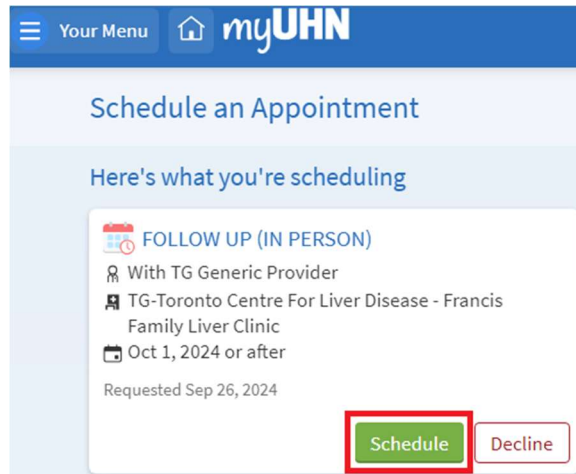 Your Menu myUHN
Schedule an Appointment
Here's what you're scheduling
FOLLOW UP (IN PERSON)
With TG Generic Provider
TG-Toronto Centre For Liver Disease - Francis
Family Liver Clinic
Oct 1, 2024 or after
Requested Sep 26, 2024
Schedule Decline